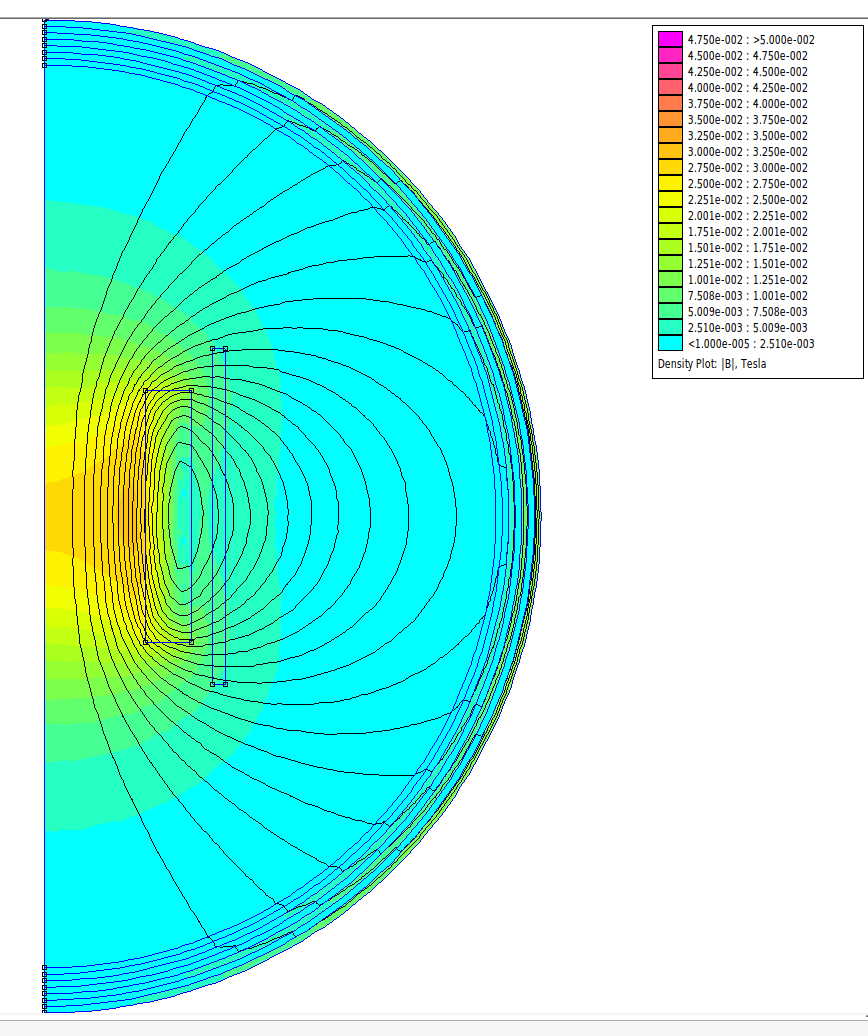 4.750e-002 : >5.000e-002
4.500e-002 : 4.750e-002
4.250e-002 : 4.500e-002
4.000e-002 : 4.250e-002
3.750e-002 : 4.000e-002
3.500e-002 : 3.750e-002
3.250e-002 : 3.500e-002
3.000e-002 : 3.250e-002
2.750e-002 : 3.000e-002
2.500e-002 : 2.750e-002
2.251e-002 : 2.500e-002
2.001e-002 : 2.251e-002
1.751e-002 : 2.001e-002
1.501e-002 : 1.751e-002
1.251e-002 : 1.501e-002
1.001e-002 : 1.251e-002
7.508e-003 : 1.001e-002
5.009e-003 : 7.508e-003
2.510e-003 : 5.009e-003
<1.000e-005 : 2.510e-003
Density Plot: |B|, Tesla